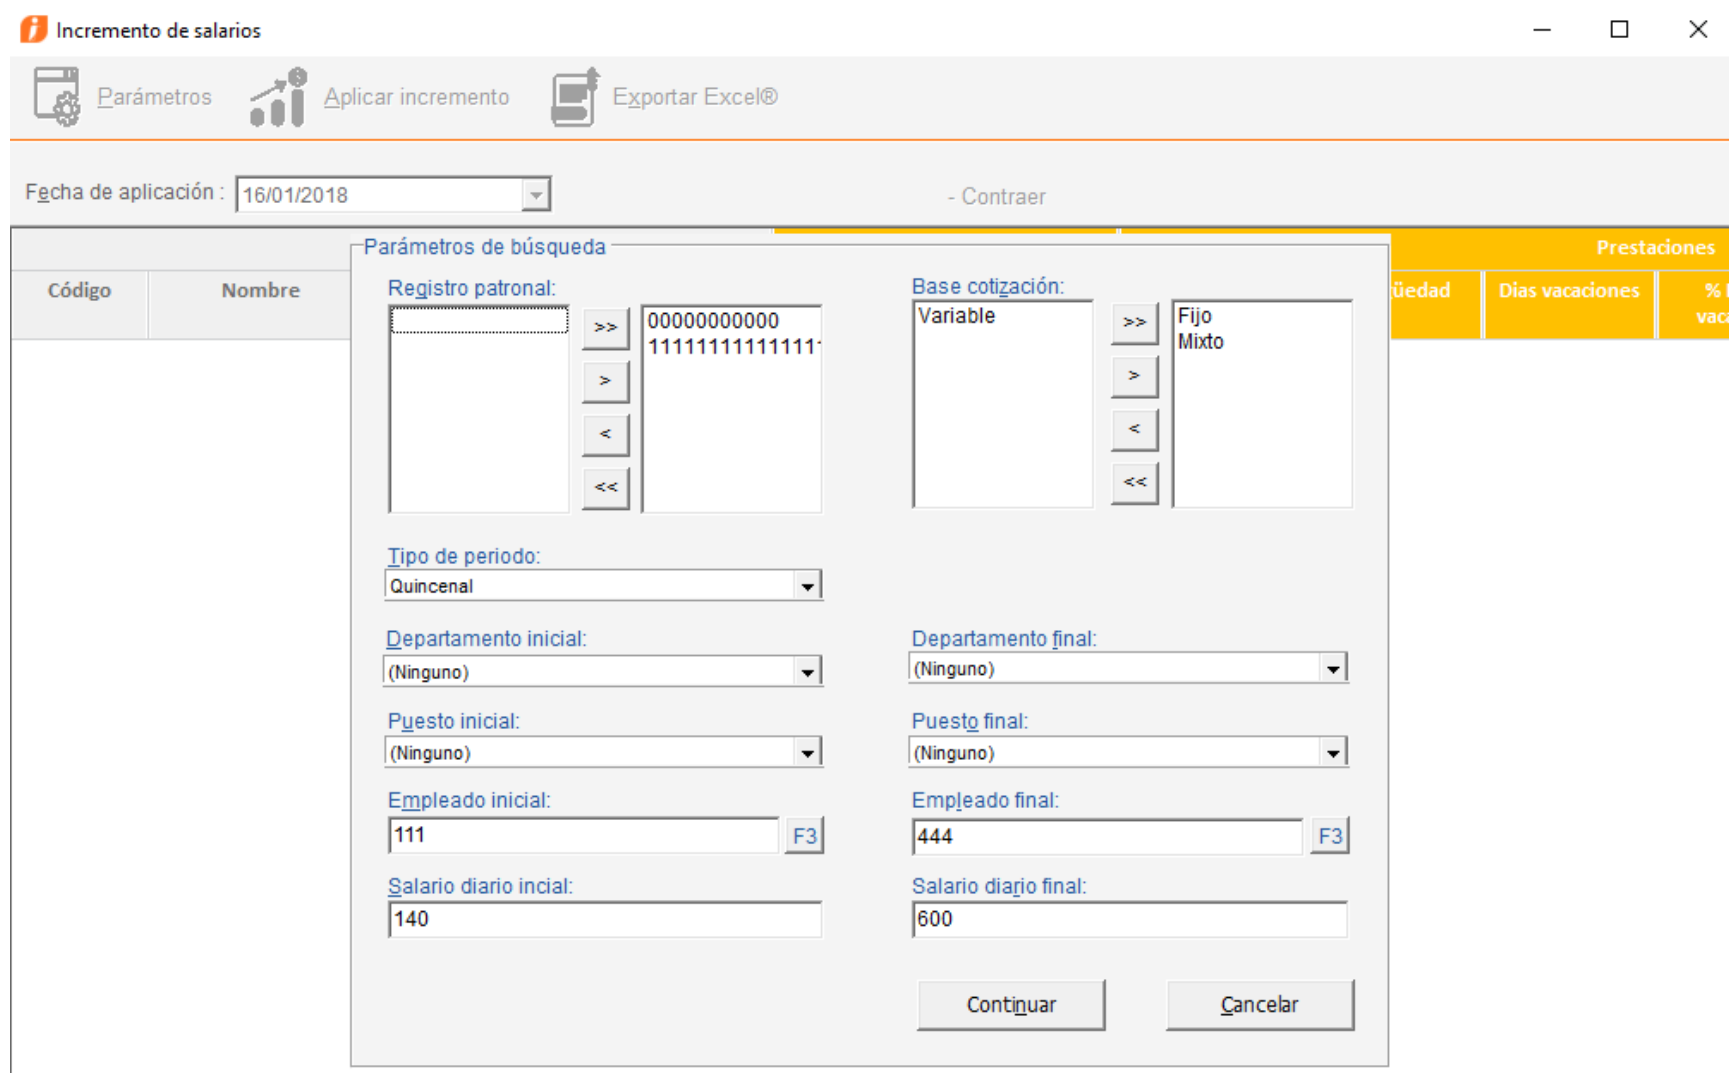 Incremento de salarios
Parámetros
Aplicar incremento
Exportar Excel®
Fecha de aplicación :
16/01/2018
- Contraer
Prestaciones
Código
Nombre
Dias vacaciones
%
Parámetros de búsqueda
Registro patronal:
>>
>
<
<<
00000000000
Base cotización:
Variable
>>
>
<
<<
Fijo
Mixto
Tipo de periodo:
Quincenal
Departamento inicial:
(Ninguno)
Departamento final:
(Ninguno)
Puesto inicial:
(Ninguno)
Puesto final:
(Ninguno)
Empleado inicial:
111
F3
Empleado final:
444
F3
Salario diario incial:
140
Salario diario final:
600
Continuar
Cancelar